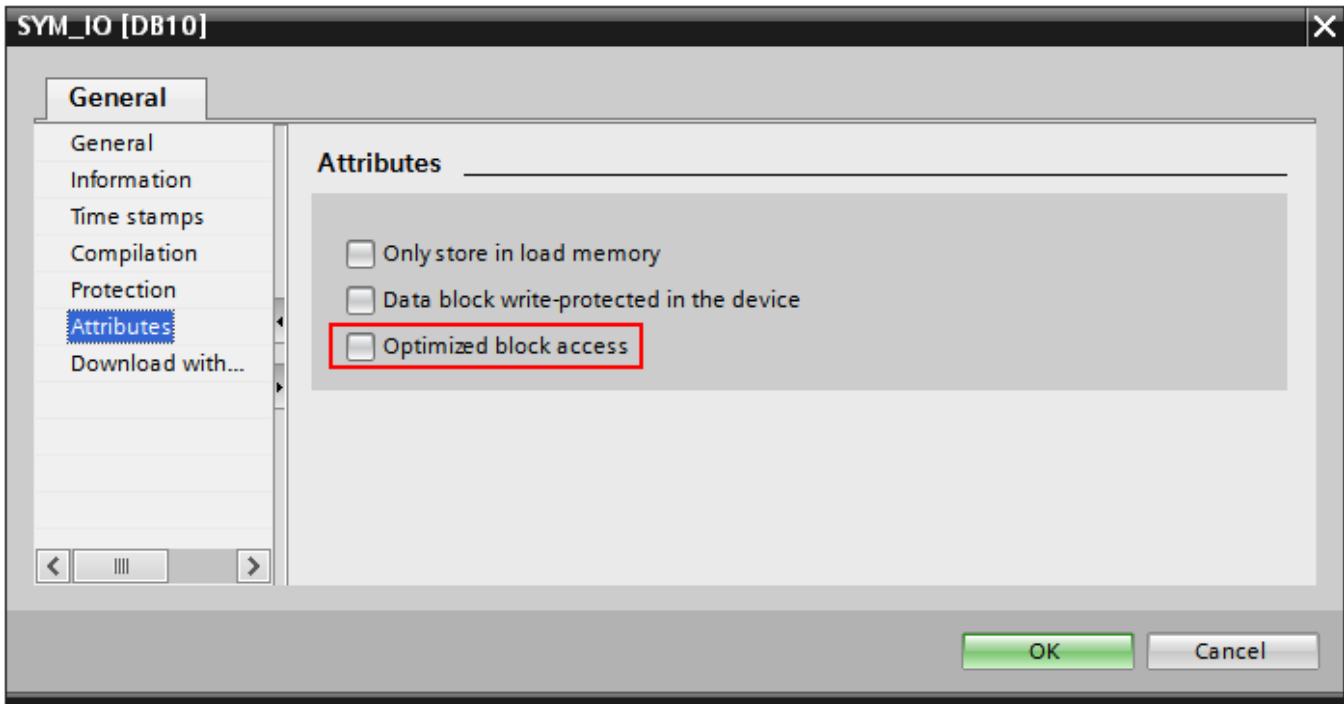 SYM_IO [DB10]
General
General
Information
Time stamps
Compilation
Protection
Attributes
Download with...
Attributes
Only store in load memory
Data block write-protected in the device
Optimized block access
OK
Cancel